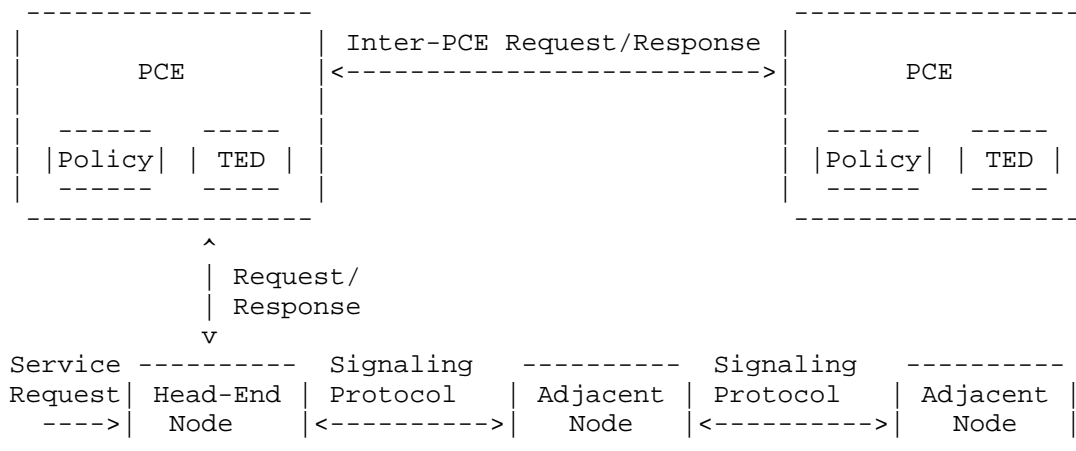 Inter-PCE Request/Response
PCE PCE
Policy TED Policy TED
Request/
Response
Service Signaling Signaling
Request Head-End Protocol Adjacent Protocol Adjacent
Node Node Node